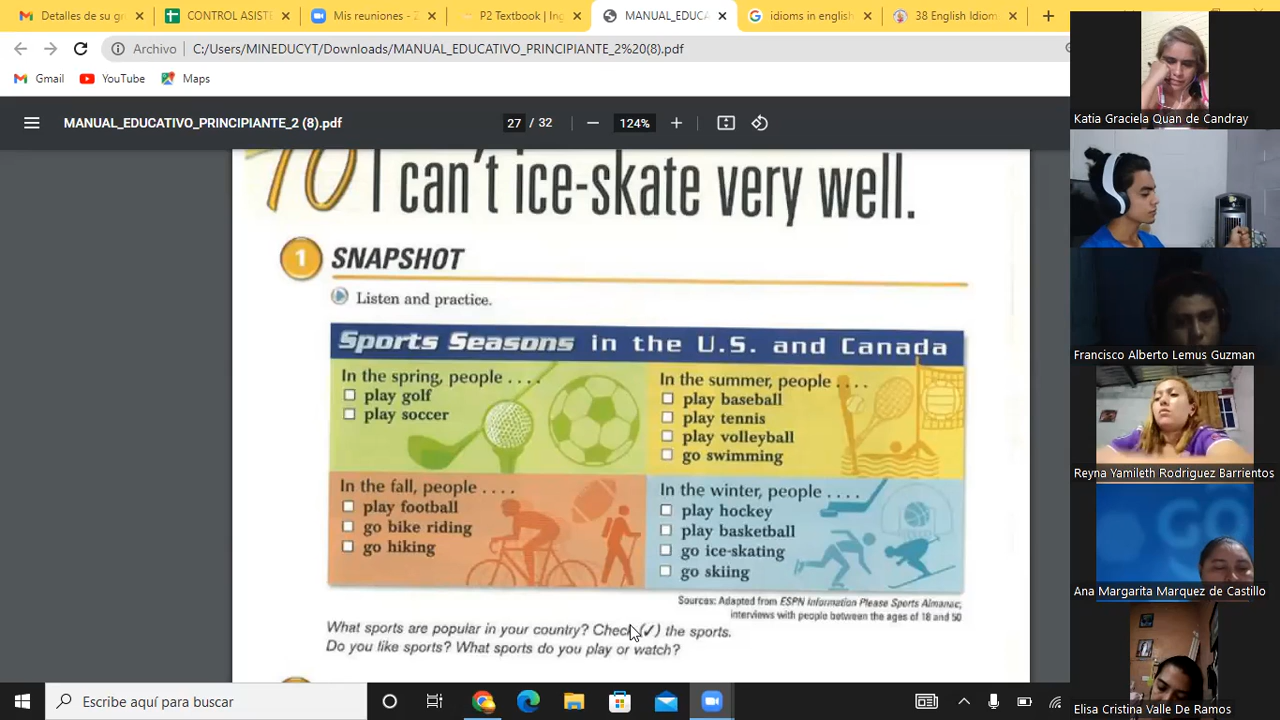 Detalles de su gr
CONTROL ASIST
Mis reuniones - Z
P2 Textbook | Ing
MANUAL_EDUCA
idioms in english
38 English Idiom
Archivo
C:/Users/MINEDUCYT/Downloads/MANUAL_EDUCATIVO_PRINCIPIANTE_2%20(8).pdf
Gmail
YouTube
Maps
MANUAL_EDUCATIVO_PRINCIPIANTE_2 (8).pdf
27 / 32
124%
10 I can't ice-skate very well.
1 SNAPSHOT
Listen and practice.
Sports Seasons in the U.S. and Canada
In the spring, people . . . .
play golf
play soccer
In the summer, people . . . .
play baseball
play tennis
play volleyball
go swimming
In the fall, people . . . .
play football
go bike riding
go hiking
In the winter, people . . . .
play hockey
play basketball
go ice-skating
go skiing
Sources: Adapted from ESPN Information Please Sports Almanac;
interviews with people between the ages of 18 and 50
What sports are popular in your country? Check (✓) the sports.
Do you like sports? What sports do you play or watch?
Katia Graciela Quan de Candray
Francisco Alberto Lemus Guzman
Reyna Yamileth Rodriguez Barrientos
GO
Ana Margarita Marquez de Castillo
Elisa Cristina Valle De Ramos
Escribe aquí para buscar